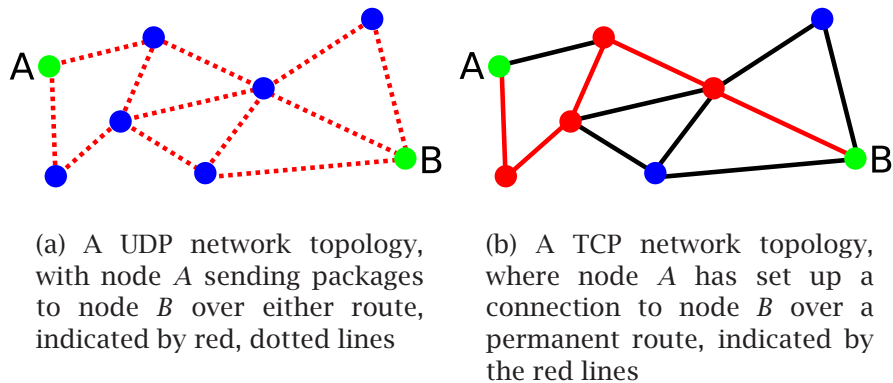 A
B
(a) A UDP network topology,
with node A sending packages
to node B over either route,
indicated by red, dotted lines
A
B
(b) A TCP network topology,
where node A has set up a
connection to node B over a
permanent route, indicated by
the red lines